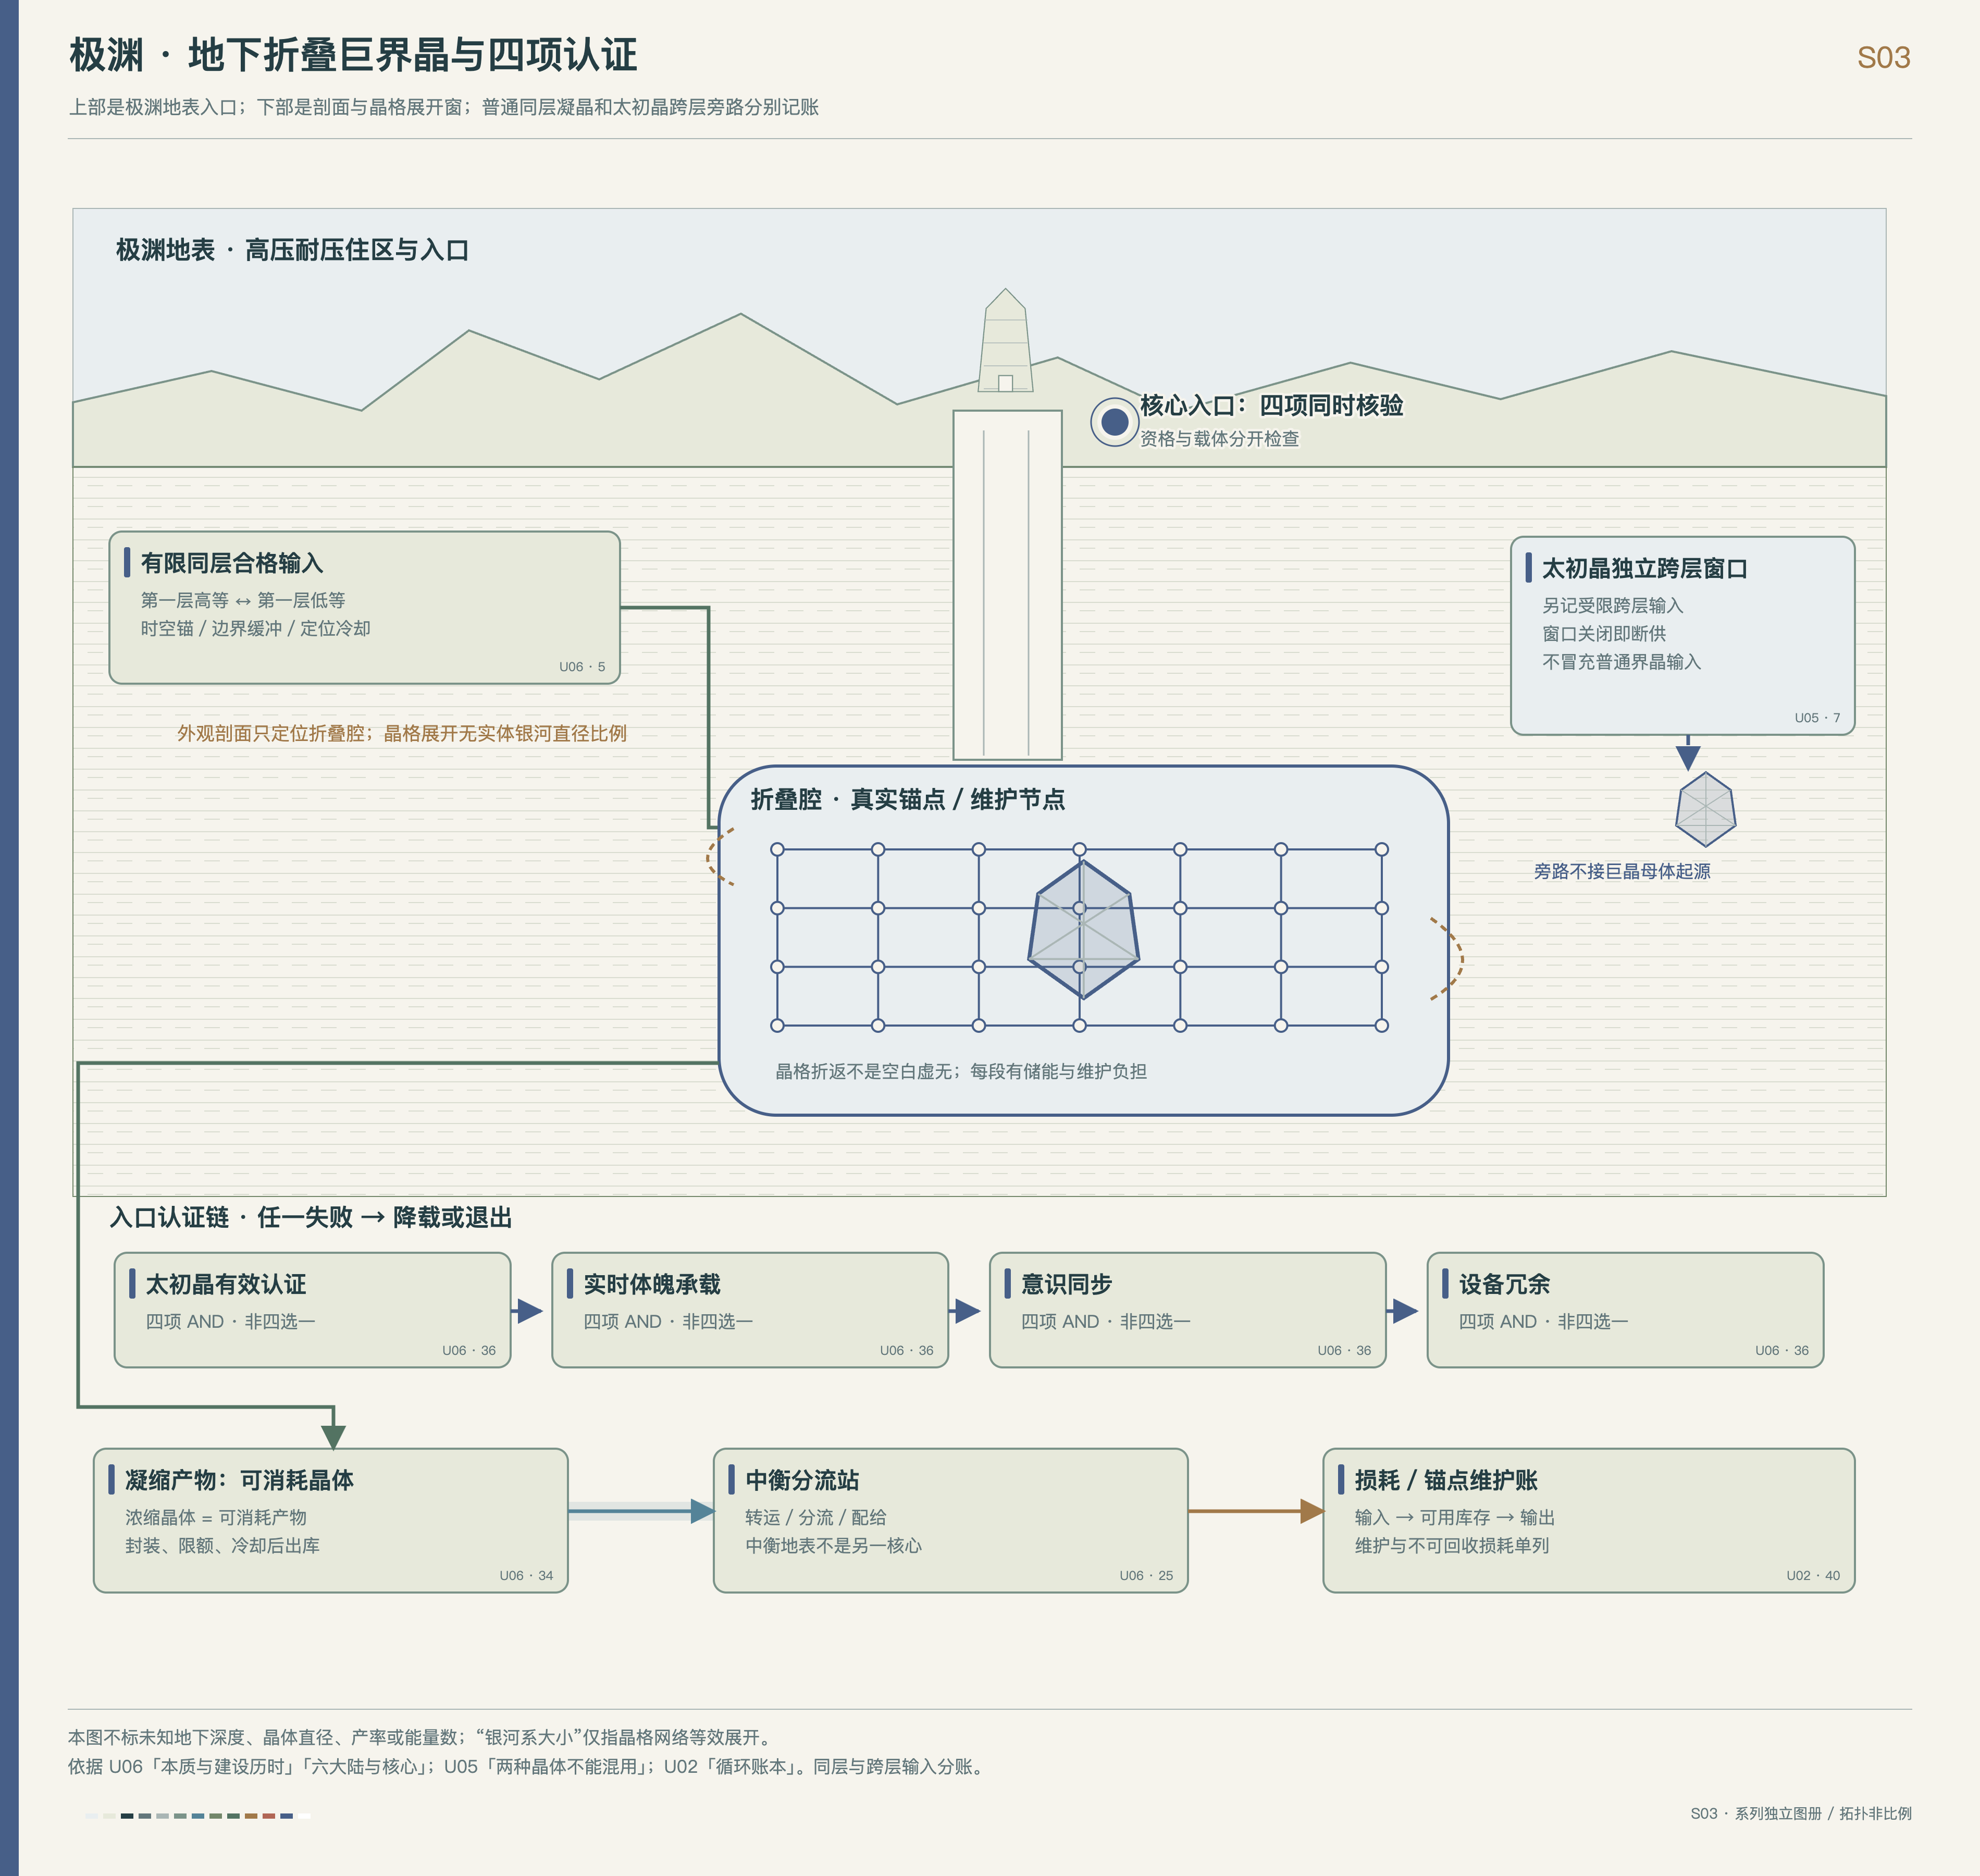 极渊 · 地下折叠巨界晶与四项认证
S03
上部是极渊地表入口；下部是剖面与晶格展开窗；普通同层凝晶和太初晶跨层旁路分别记账
极渊地表 · 高压耐压住区与入口
核心入口：四项同时核验
资格与载体分开检查
有限同层合格输入
第一层高等 ↔ 第一层低等
时空锚 / 边界缓冲 / 定位冷却
U06 · 5
太初晶独立跨层窗口
另记受限跨层输入
窗口关闭即断供
不冒充普通界晶输入
U05 · 7
外观剖面只定位折叠腔；晶格展开无实体银河直径比例
折叠腔 · 真实锚点 / 维护节点
旁路不接巨晶母体起源
晶格折返不是空白虚无；每段有储能与维护负担
入口认证链 · 任一失败 → 降载或退出
太初晶有效认证
四项 AND · 非四选一
U06 · 36
实时体魄承载
四项 AND · 非四选一
U06 · 36
意识同步
四项 AND · 非四选一
U06 · 36
设备冗余
四项 AND · 非四选一
U06 · 36
凝缩产物：可消耗晶体
浓缩晶体 = 可消耗产物
封装、限额、冷却后出库
U06 · 34
中衡分流站
转运 / 分流 / 配给
中衡地表不是另一核心
U06 · 25
损耗 / 锚点维护账
输入 → 可用库存 → 输出
维护与不可回收损耗单列
U02 · 40
本图不标未知地下深度、晶体直径、产率或能量数；“银河系大小”仅指晶格网络等效展开。
依据 U06「本质与建设历时」「六大陆与核心」；U05「两种晶体不能混用」；U02「循环账本」。同层与跨层输入分账。
S03 · 系列独立图册 / 拓扑非比例